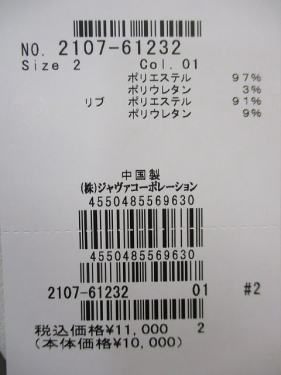 NO. 2107-61232
Size 2 Col. 01
ポリエステル 97%
ポリウレタン 3%
リブ ポリエステル 91%
ポリウレタン 9%
中国製
(株)ジャヴァコーポレーション
4550485569630
4550485569630
2107-61232 01 #2
税込価格¥11,000 2
(本体価格¥10,000)